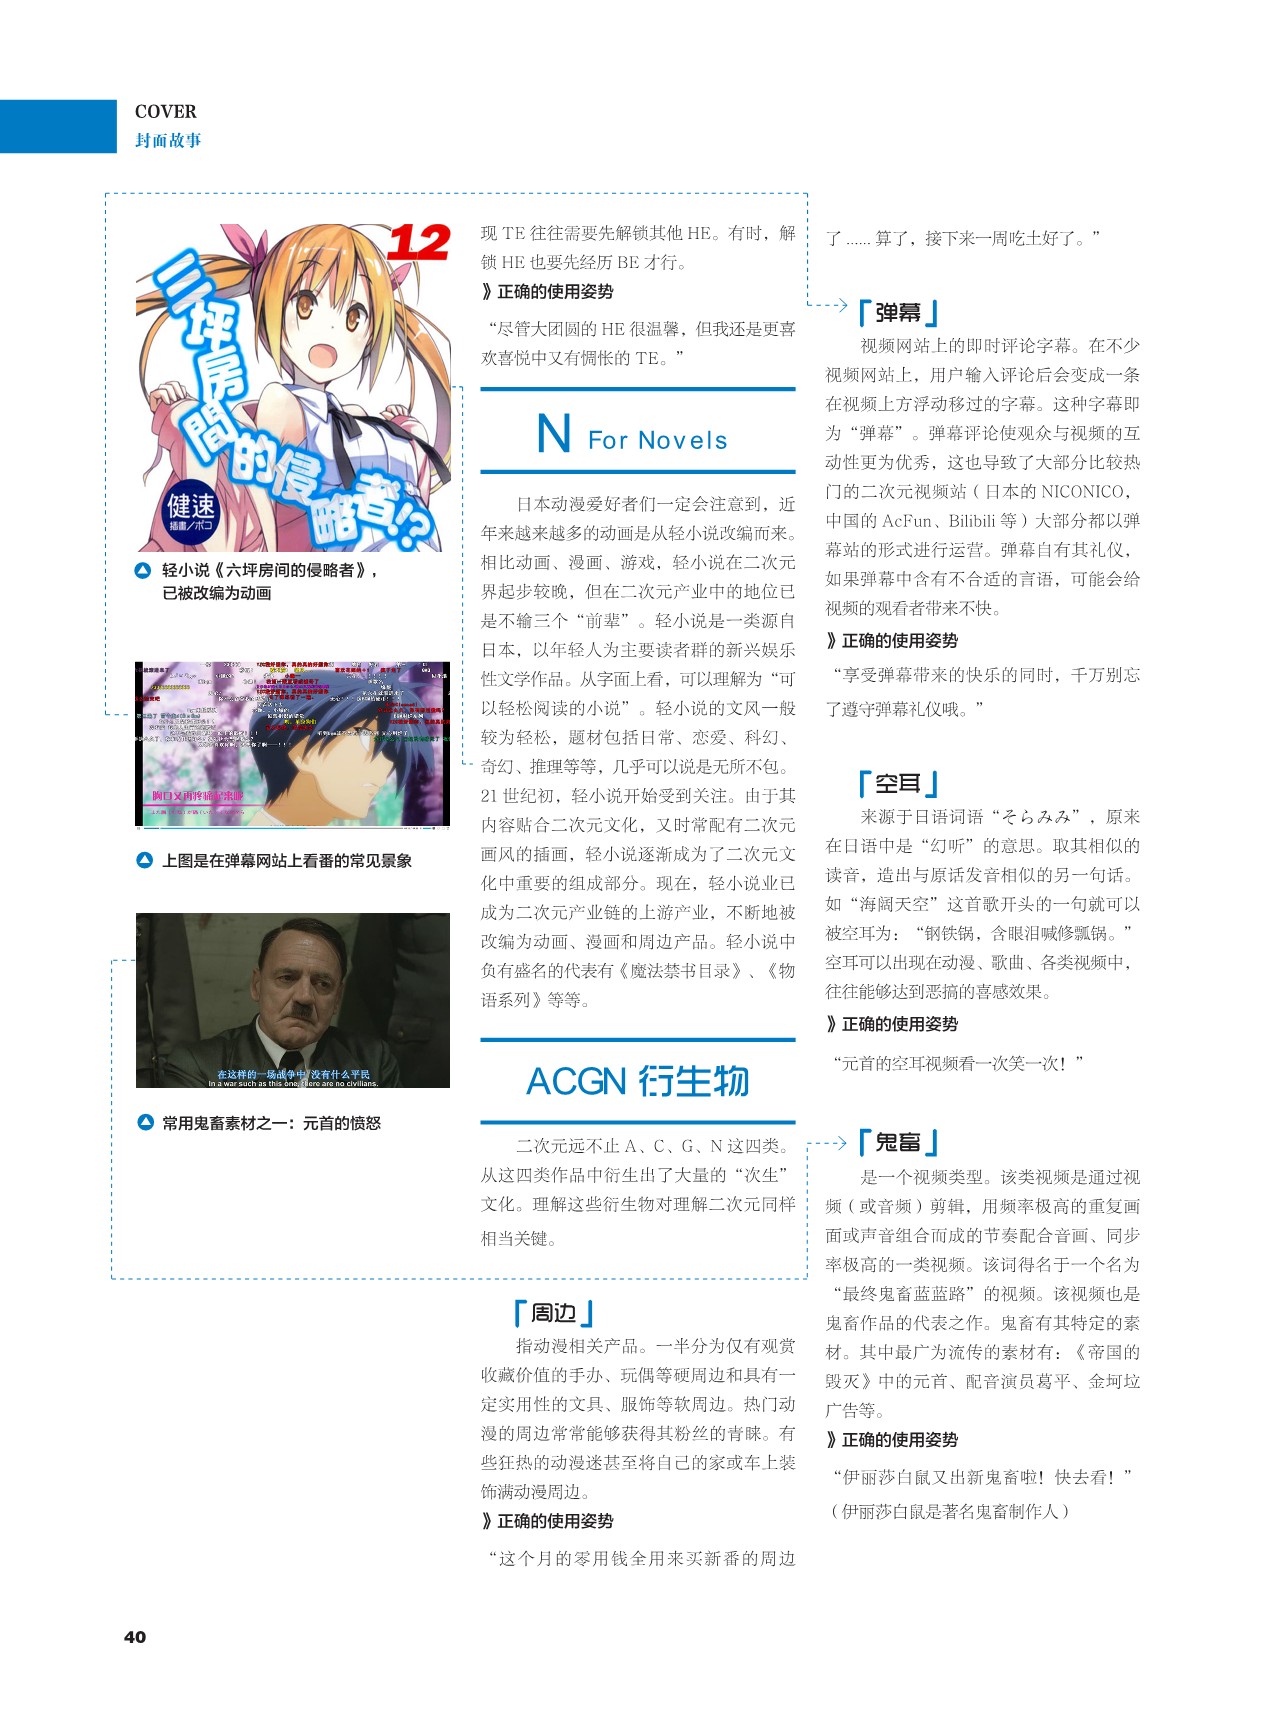 COVER
封面故事
12
三坪房間的侵略者!?
健速
插畫／ポコ
轻小说《六坪房间的侵略者》，
已被改编为动画
胸口又再疼痛起来呢
上图是在弹幕网站上看番的常见景象
在这样的一场战争中 没有什么平民
In a war such as this one, there are no civilians.
常用鬼畜素材之一：元首的愤怒
现 TE 往往需要先解锁其他 HE。有时，解
锁 HE 也要先经历 BE 才行。
》正确的使用姿势
“尽管大团圆的 HE 很温馨，但我还是更喜
欢喜悦中又有惆怅的 TE。”
N For Novels
日本动漫爱好者们一定会注意到，近
年来越来越多的动画是从轻小说改编而来。
相比动画、漫画、游戏，轻小说在二次元
界起步较晚，但在二次元产业中的地位已
是不输三个“前辈”。轻小说是一类源自
日本，以年轻人为主要读者群的新兴娱乐
性文学作品。从字面上看，可以理解为“可
以轻松阅读的小说”。轻小说的文风一般
较为轻松，题材包括日常、恋爱、科幻、
奇幻、推理等等，几乎可以说是无所不包。
21 世纪初，轻小说开始受到关注。由于其
内容贴合二次元文化，又时常配有二次元
画风的插画，轻小说逐渐成为了二次元文
化中重要的组成部分。现在，轻小说业已
成为二次元产业链的上游产业，不断地被
改编为动画、漫画和周边产品。轻小说中
负有盛名的代表有《魔法禁书目录》、《物
语系列》等等。
ACGN 衍生物
二次元远不止 A、C、G、N 这四类。
从这四类作品中衍生出了大量的“次生”
文化。理解这些衍生物对理解二次元同样
相当关键。
「周边」
指动漫相关产品。一半分为仅有观赏
收藏价值的手办、玩偶等硬周边和具有一
定实用性的文具、服饰等软周边。热门动
漫的周边常常能够获得其粉丝的青睐。有
些狂热的动漫迷甚至将自己的家或车上装
饰满动漫周边。
》正确的使用姿势
“这个月的零用钱全用来买新番的周边
了 ...... 算了，接下来一周吃土好了。”
「弹幕」
视频网站上的即时评论字幕。在不少
视频网站上，用户输入评论后会变成一条
在视频上方浮动移过的字幕。这种字幕即
为“弹幕”。弹幕评论使观众与视频的互
动性更为优秀，这也导致了大部分比较热
门的二次元视频站（日本的 NICONICO，
中国的 AcFun、Bilibili 等）大部分都以弹
幕站的形式进行运营。弹幕自有其礼仪，
如果弹幕中含有不合适的言语，可能会给
视频的观看者带来不快。
》正确的使用姿势
“享受弹幕带来的快乐的同时，千万别忘
了遵守弹幕礼仪哦。”
「空耳」
来源于日语词语“そらみみ”，原来
在日语中是“幻听”的意思。取其相似的
读音，造出与原话发音相似的另一句话。
如“海阔天空”这首歌开头的一句就可以
被空耳为：“钢铁锅，含眼泪喊修瓢锅。”
空耳可以出现在动漫、歌曲、各类视频中，
往往能够达到恶搞的喜感效果。
》正确的使用姿势
“元首的空耳视频看一次笑一次！”
「鬼畜」
是一个视频类型。该类视频是通过视
频（或音频）剪辑，用频率极高的重复画
面或声音组合而成的节奏配合音画、同步
率极高的一类视频。该词得名于一个名为
“最终鬼畜蓝蓝路”的视频。该视频也是
鬼畜作品的代表之作。鬼畜有其特定的素
材。其中最广为流传的素材有：《帝国的
毁灭》中的元首、配音演员葛平、金坷垃
广告等。
》正确的使用姿势
“伊丽莎白鼠又出新鬼畜啦！快去看！”
（伊丽莎白鼠是著名鬼畜制作人）
40